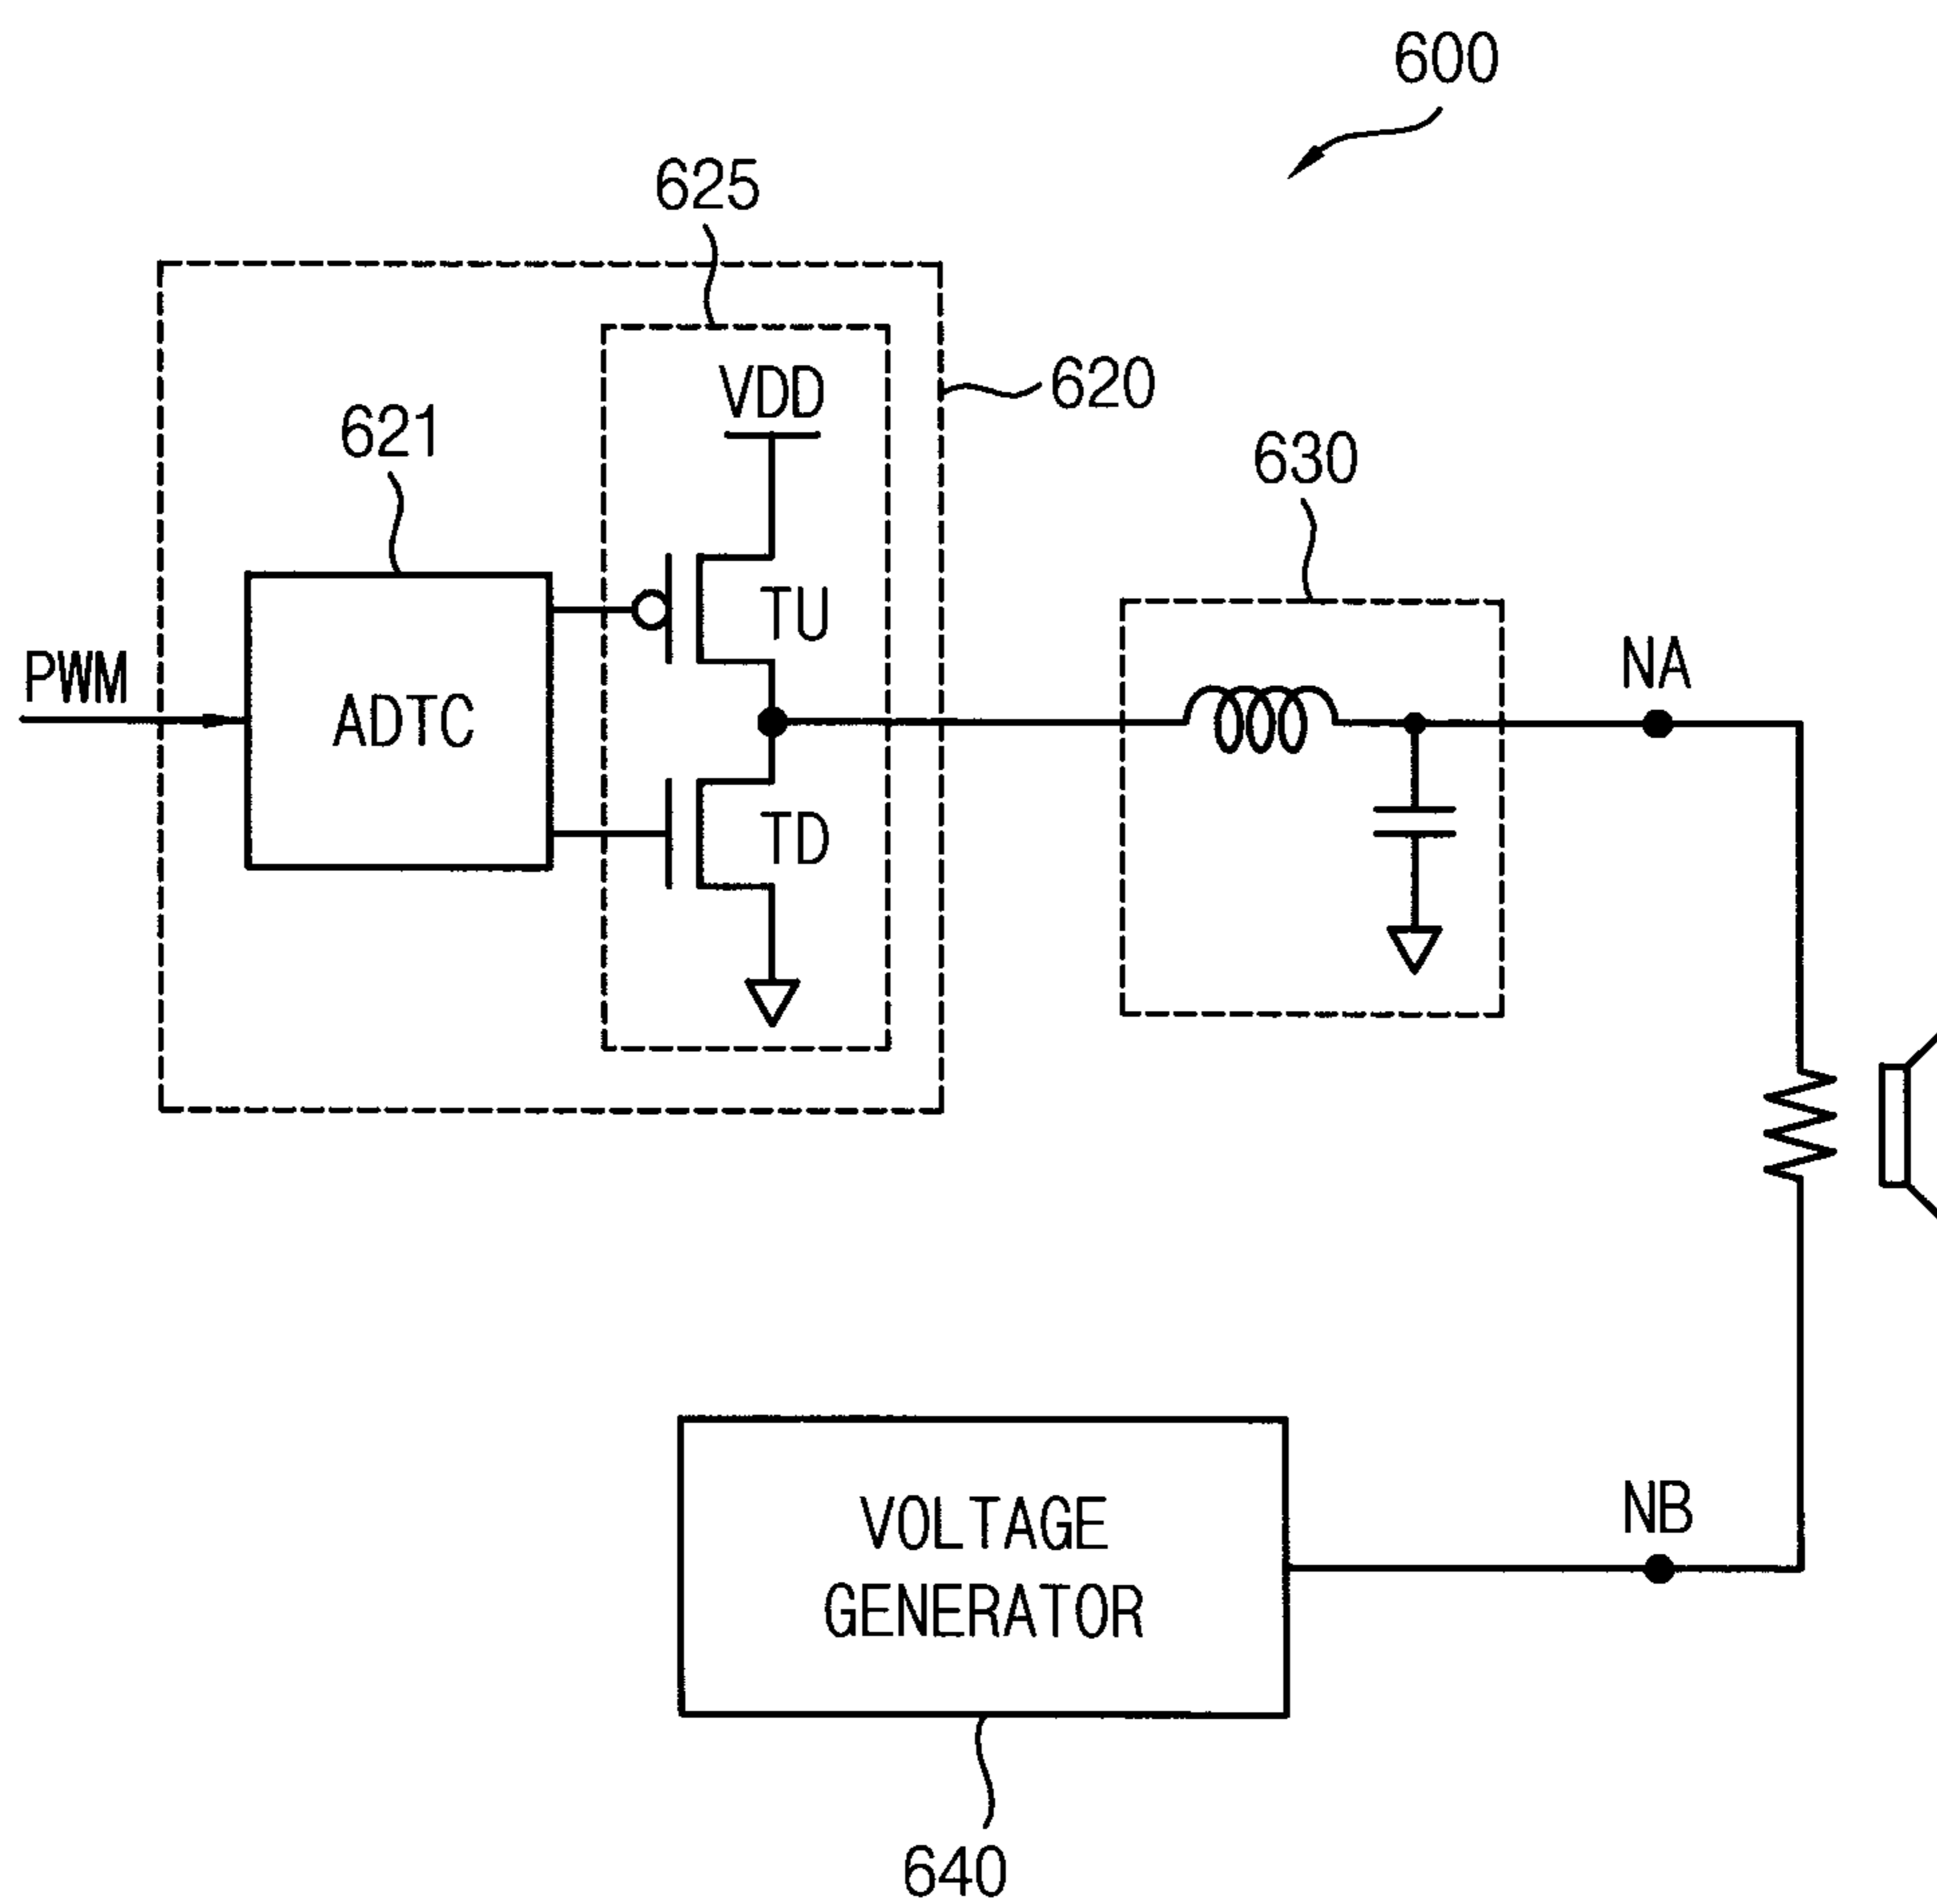 600
625
620
VDD
621
630
TU
PWM
ADTC
NA
TD
NB
VOLTAGE
GENERATOR
640